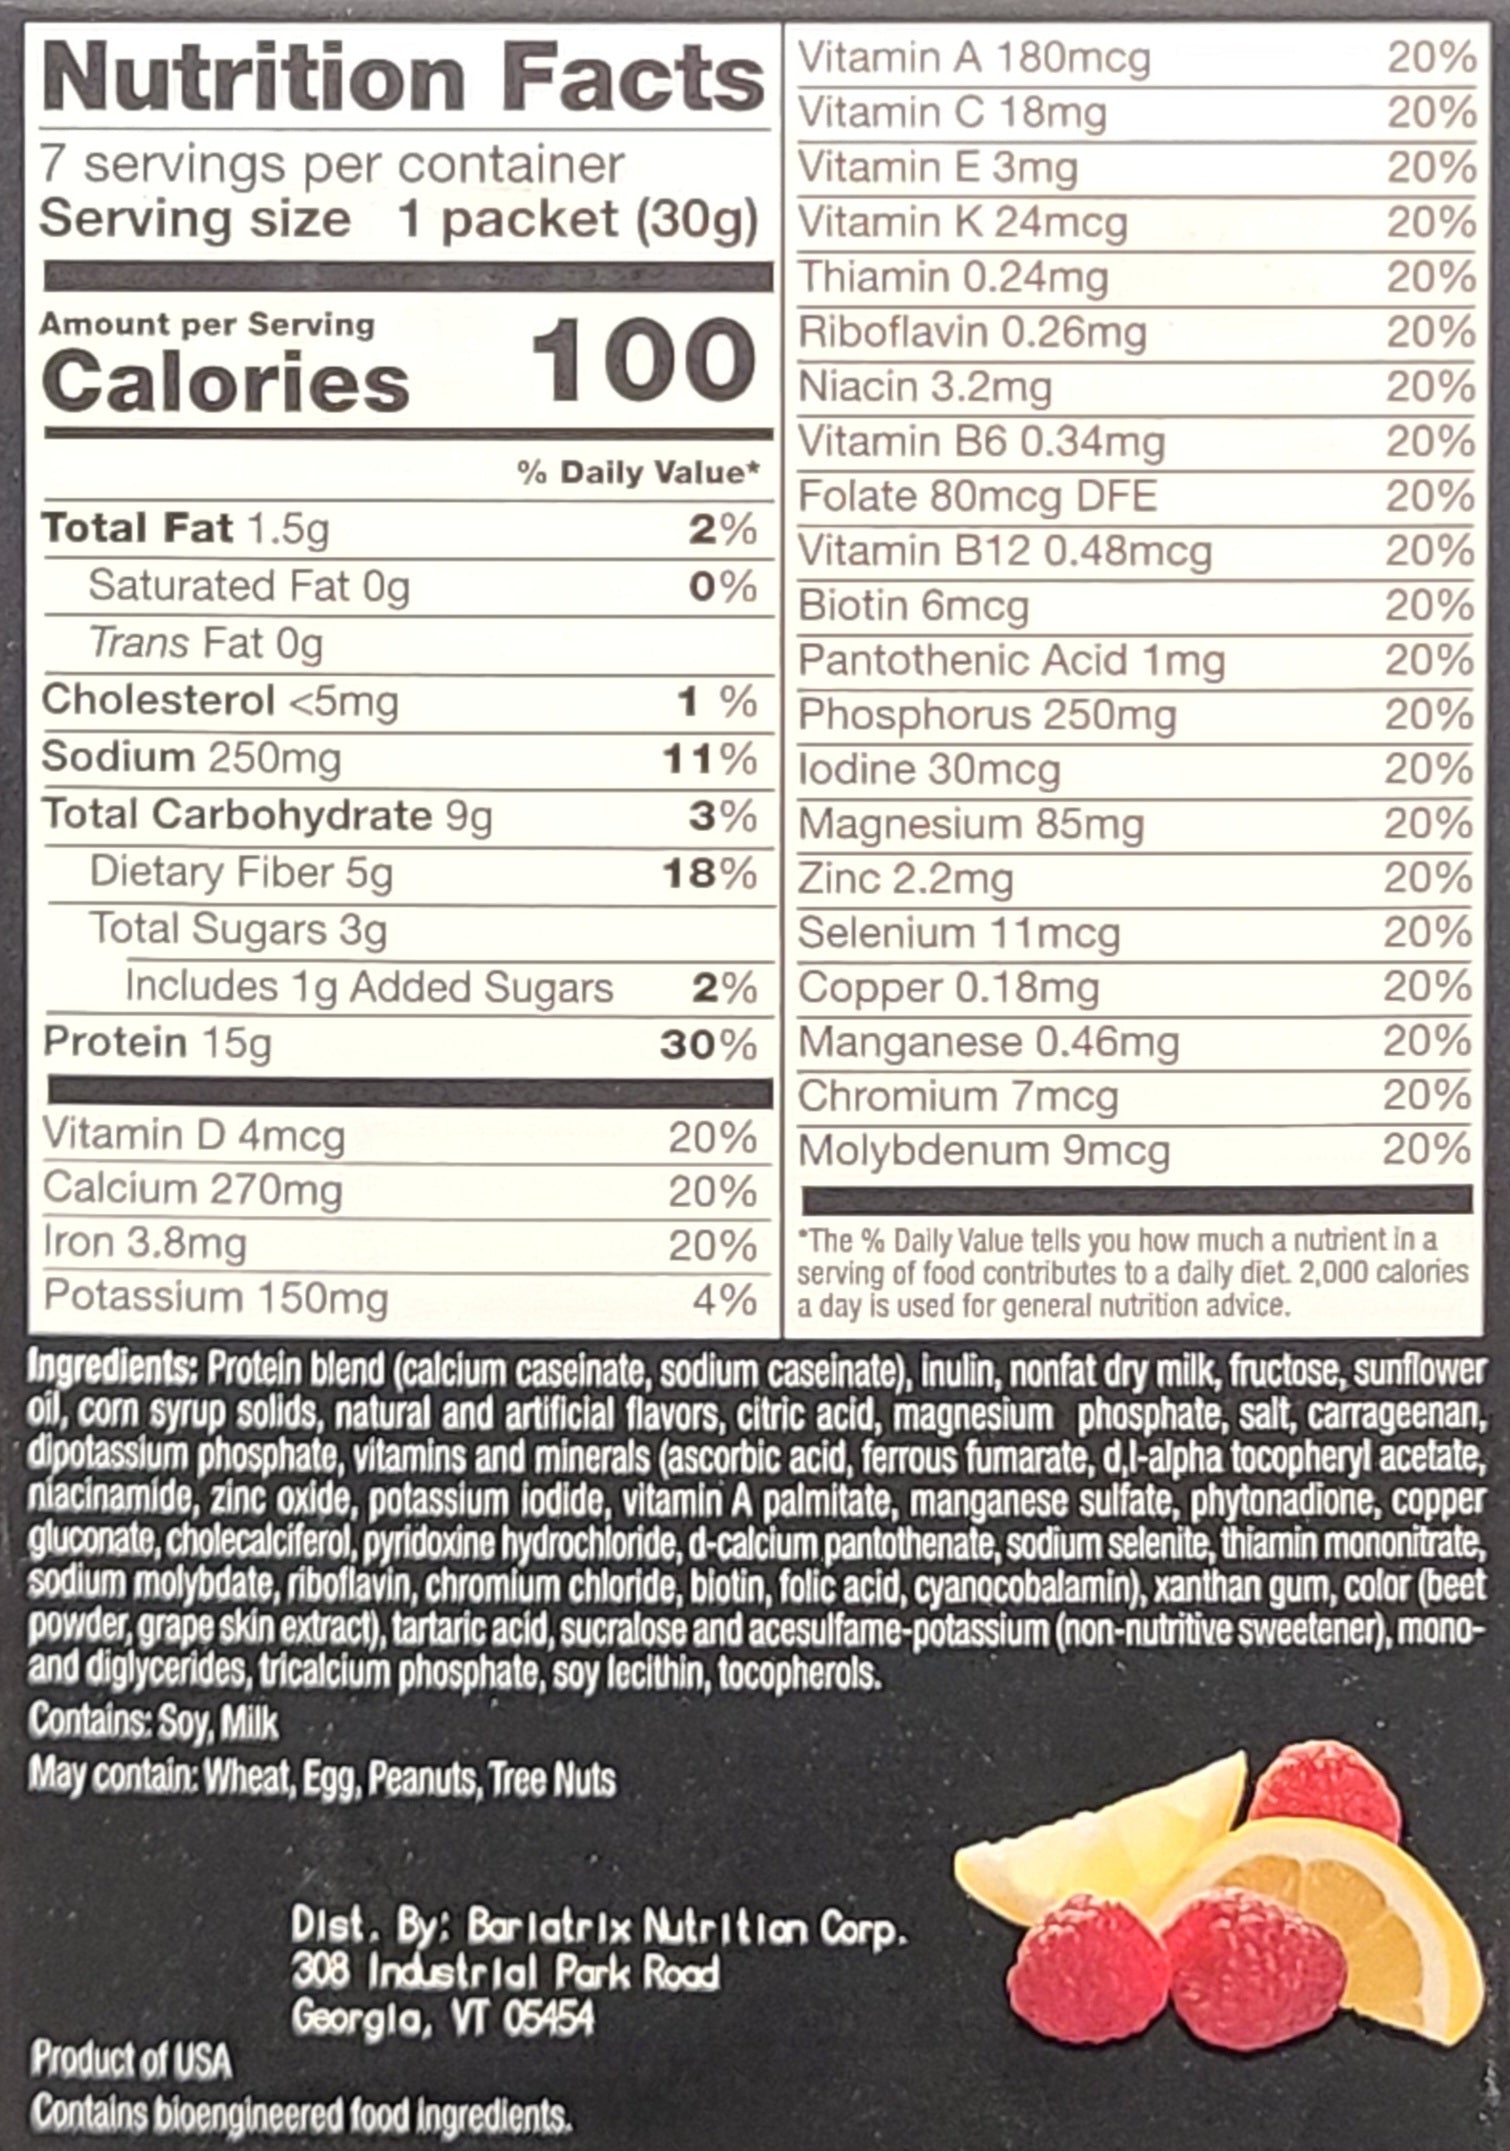 Nutrition Facts
7 servings per container
Serving size 1 packet (30g)
Amount per Serving
Calories 100
% Daily Value*
Total Fat 1.5g 2%
Saturated Fat 0g 0%
Trans Fat 0g
Cholesterol <5mg 1 %
Sodium 250mg 11%
Total Carbohydrate 9g 3%
Dietary Fiber 5g 18%
Total Sugars 3g
Includes 1g Added Sugars 2%
Protein 15g 30%
Vitamin D 4mcg 20%
Calcium 270mg 20%
Iron 3.8mg 20%
Potassium 150mg 4%
Vitamin A 180mcg 20%
Vitamin C 18mg 20%
Vitamin E 3mg 20%
Vitamin K 24mcg 20%
Thiamin 0.24mg 20%
Riboflavin 0.26mg 20%
Niacin 3.2mg 20%
Vitamin B6 0.34mg 20%
Folate 80mcg DFE 20%
Vitamin B12 0.48mcg 20%
Biotin 6mcg 20%
Pantothenic Acid 1mg 20%
Phosphorus 250mg 20%
Iodine 30mcg 20%
Magnesium 85mg 20%
Zinc 2.2mg 20%
Selenium 11mcg 20%
Copper 0.18mg 20%
Manganese 0.46mg 20%
Chromium 7mcg 20%
Molybdenum 9mcg 20%
*The % Daily Value tells you how much a nutrient in a
serving of food contributes to a daily diet. 2,000 calories
a day is used for general nutrition advice.
Ingredients: Protein blend (calcium caseinate, sodium caseinate), inulin, nonfat dry milk, fructose, sunflower
oil, corn syrup solids, natural and artificial flavors, citric acid, magnesium phosphate, salt, carrageenan,
dipotassium phosphate, vitamins and minerals (ascorbic acid, ferrous fumarate, d,l-alpha tocopheryl acetate,
niacinamide, zinc oxide, potassium iodide, vitamin A palmitate, manganese sulfate, phytonadione, copper
gluconate, cholecalciferol, pyridoxine hydrochloride, d-calcium pantothenate, sodium selenite, thiamin mononitrate,
sodium molybdate, riboflavin, chromium chloride, biotin, folic acid, cyanocobalamin), xanthan gum, color (beet
powder, grape skin extract), tartaric acid, sucralose and acesulfame-potassium (non-nutritive sweetener), mono-
and diglycerides, tricalcium phosphate, soy lecithin, tocopherols.
Contains: Soy, Milk
May contain: Wheat, Egg, Peanuts, Tree Nuts
Dist. By: Bariatrix Nutrition Corp.
308 Industrial Park Road
Georgia, VT 05454
Product of USA
Contains bioengineered food ingredients.